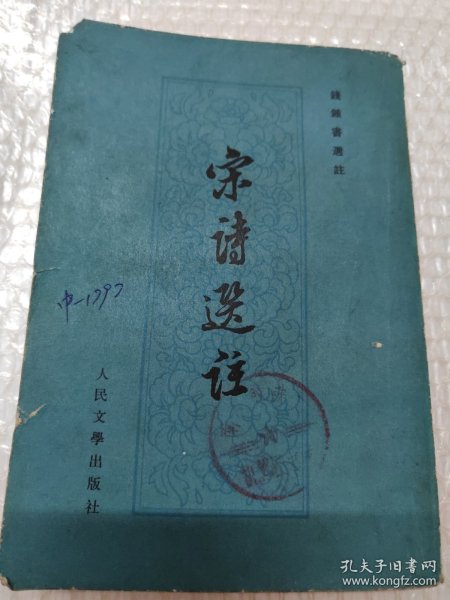 錢鍾書選註
宋詩選註
中-1797
人民文學出版社
孔夫子旧书网
www.kongfz.com